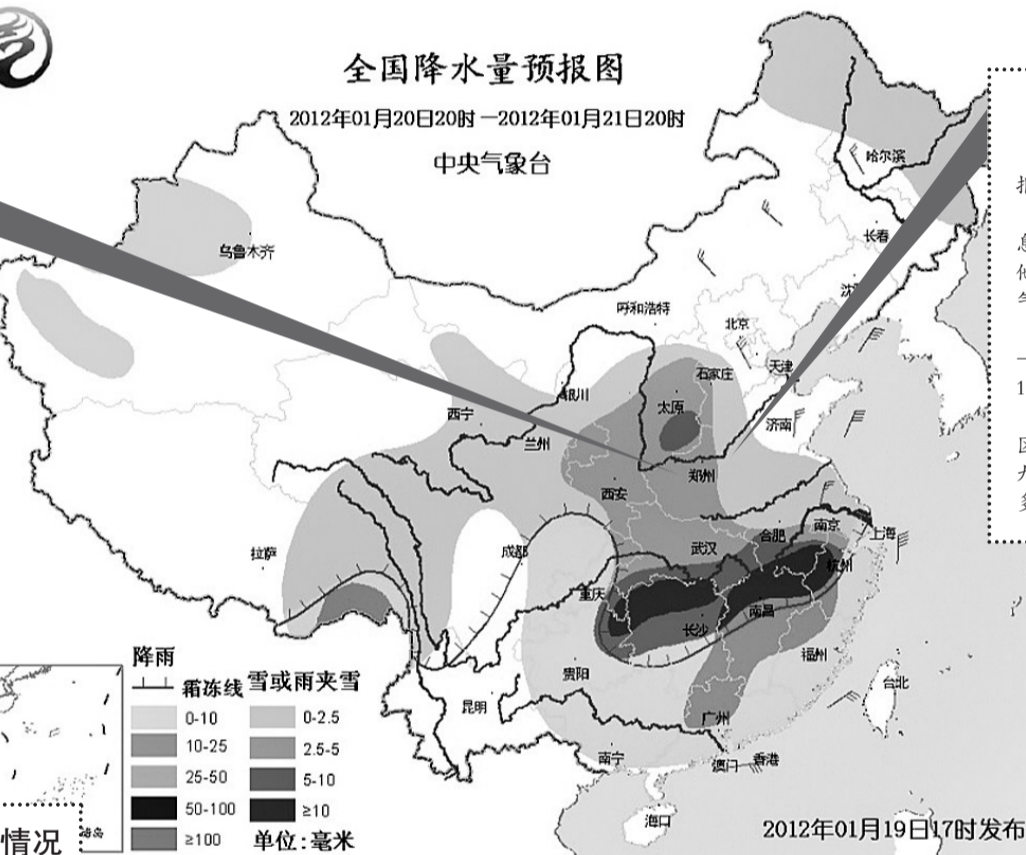 全国降水量预报图
2012年01月20日20时—2012年01月21日20时
中央气象台
哈尔滨
乌鲁木齐
长春
呼和浩特
北京
天津
石家庄
银川
太原
济南
西宁
兰州
郑州
西安
南京
合肥
上海
武汉
成都
拉萨
杭州
重庆
南昌
长沙
福州
贵阳
台北
昆明
广州
南宁
澳门
香港
海口
降雨
霜冻线
雪或雨夹雪
0-10
0-2.5
10-25
2.5-5
25-50
5-10
50-100
≥10
≥100
单位:毫米
情况
2012年01月19日17时发布